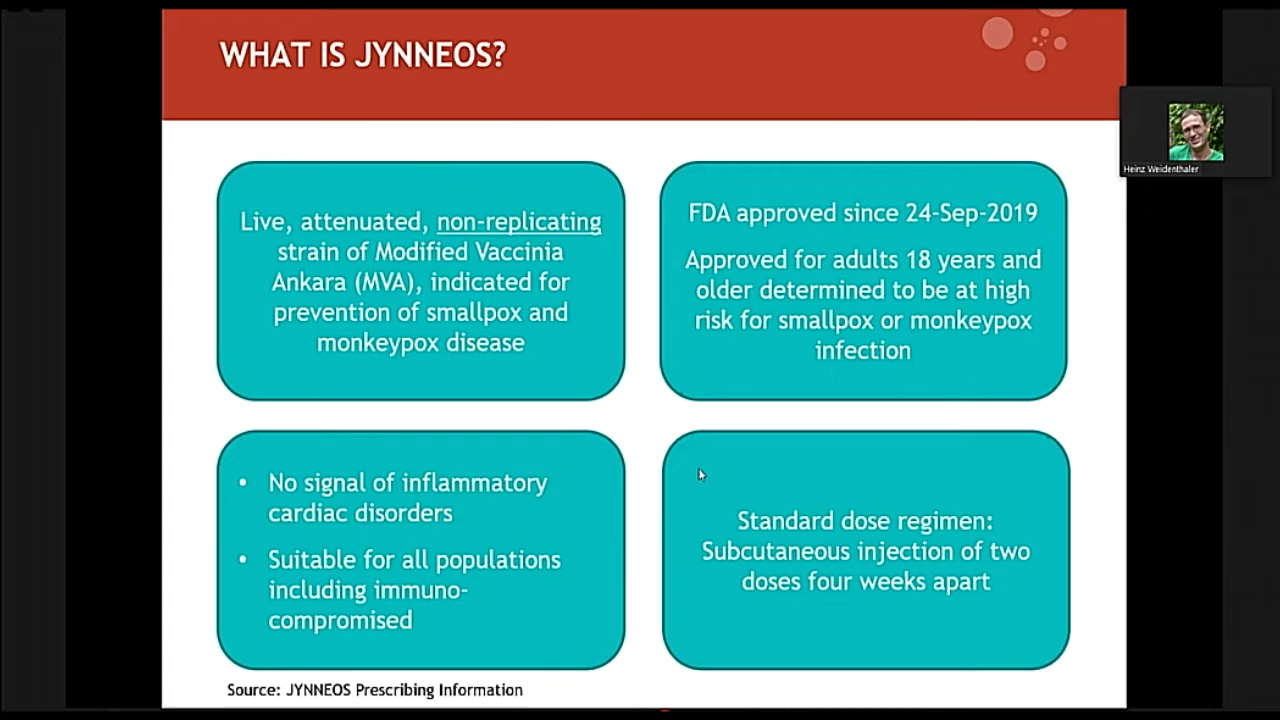 WHAT IS JYNNEOS?
Heinz Weidenthaler
Live, attenuated, non-replicating
strain of Modified Vaccinia
Ankara (MVA), indicated for
prevention of smallpox and
monkeypox disease
FDA approved since 24-Sep-2019
Approved for adults 18 years and
older determined to be at high
risk for smallpox or monkeypox
infection
• No signal of inflammatory
cardiac disorders
• Suitable for all populations
including immuno-
compromised
Standard dose regimen:
Subcutaneous injection of two
doses four weeks apart
Source: JYNNEOS Prescribing Information